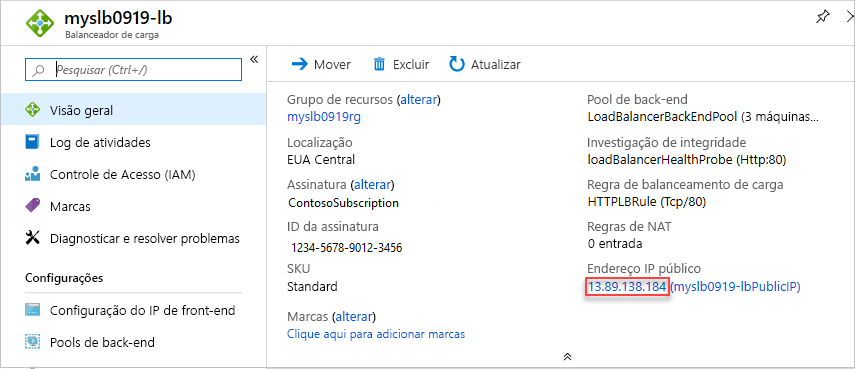 myslb0919-lb
Balanceador de carga
Pesquisar (Ctrl+/)
Visão geral
Log de atividades
Controle de Acesso (IAM)
Marcas
Diagnosticar e resolver problemas
Configurações
Configuração do IP de front-end
Pools de back-end
Mover
Excluir
Atualizar
Grupo de recursos (alterar)
myslb0919rg
Localização
EUA Central
Assinatura (alterar)
ContosoSubscription
ID da assinatura
1234-5678-9012-3456
SKU
Standard
Marcas (alterar)
Clique aqui para adicionar marcas
Pool de back-end
LoadBalancerBackEndPool (3 máquinas...
Investigação de integridade
loadBalancerHealthProbe (Http:80)
Regra de balanceamento de carga
HTTPLBRule (Tcp/80)
Regras de NAT
0 entrada
Endereço IP público
13.89.138.184 (myslb0919-lbPublicIP)